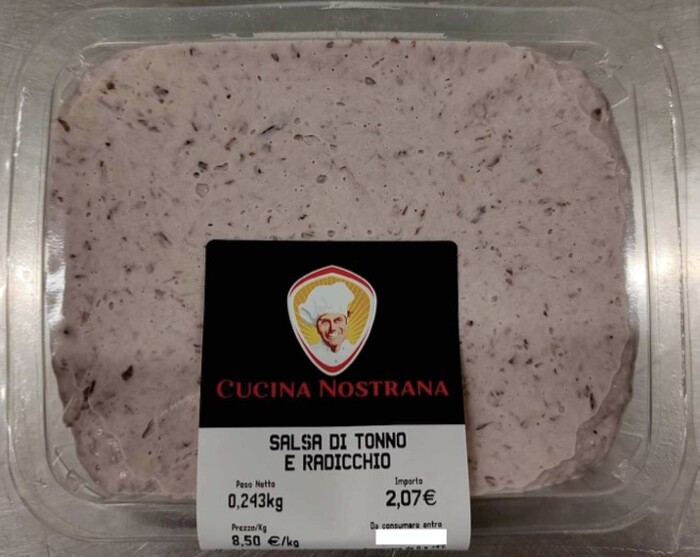 CUCINA NOSTRANA
SALSA DI TONNO
E RADICCHIO
Peso Netto
Importo
0,243kg
2,07€
Prezzo/Kg
Da consumare entro
8,50 €/kg